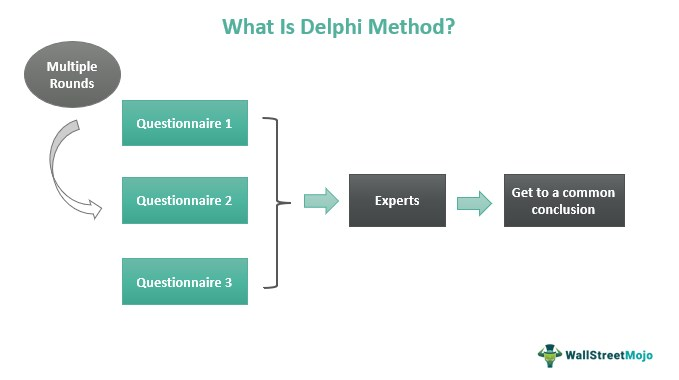 What Is Delphi Method?
Multiple
Rounds
Questionnaire 1
Questionnaire 2
Questionnaire 3
Experts
Get to a common
conclusion
WallStreetMojo